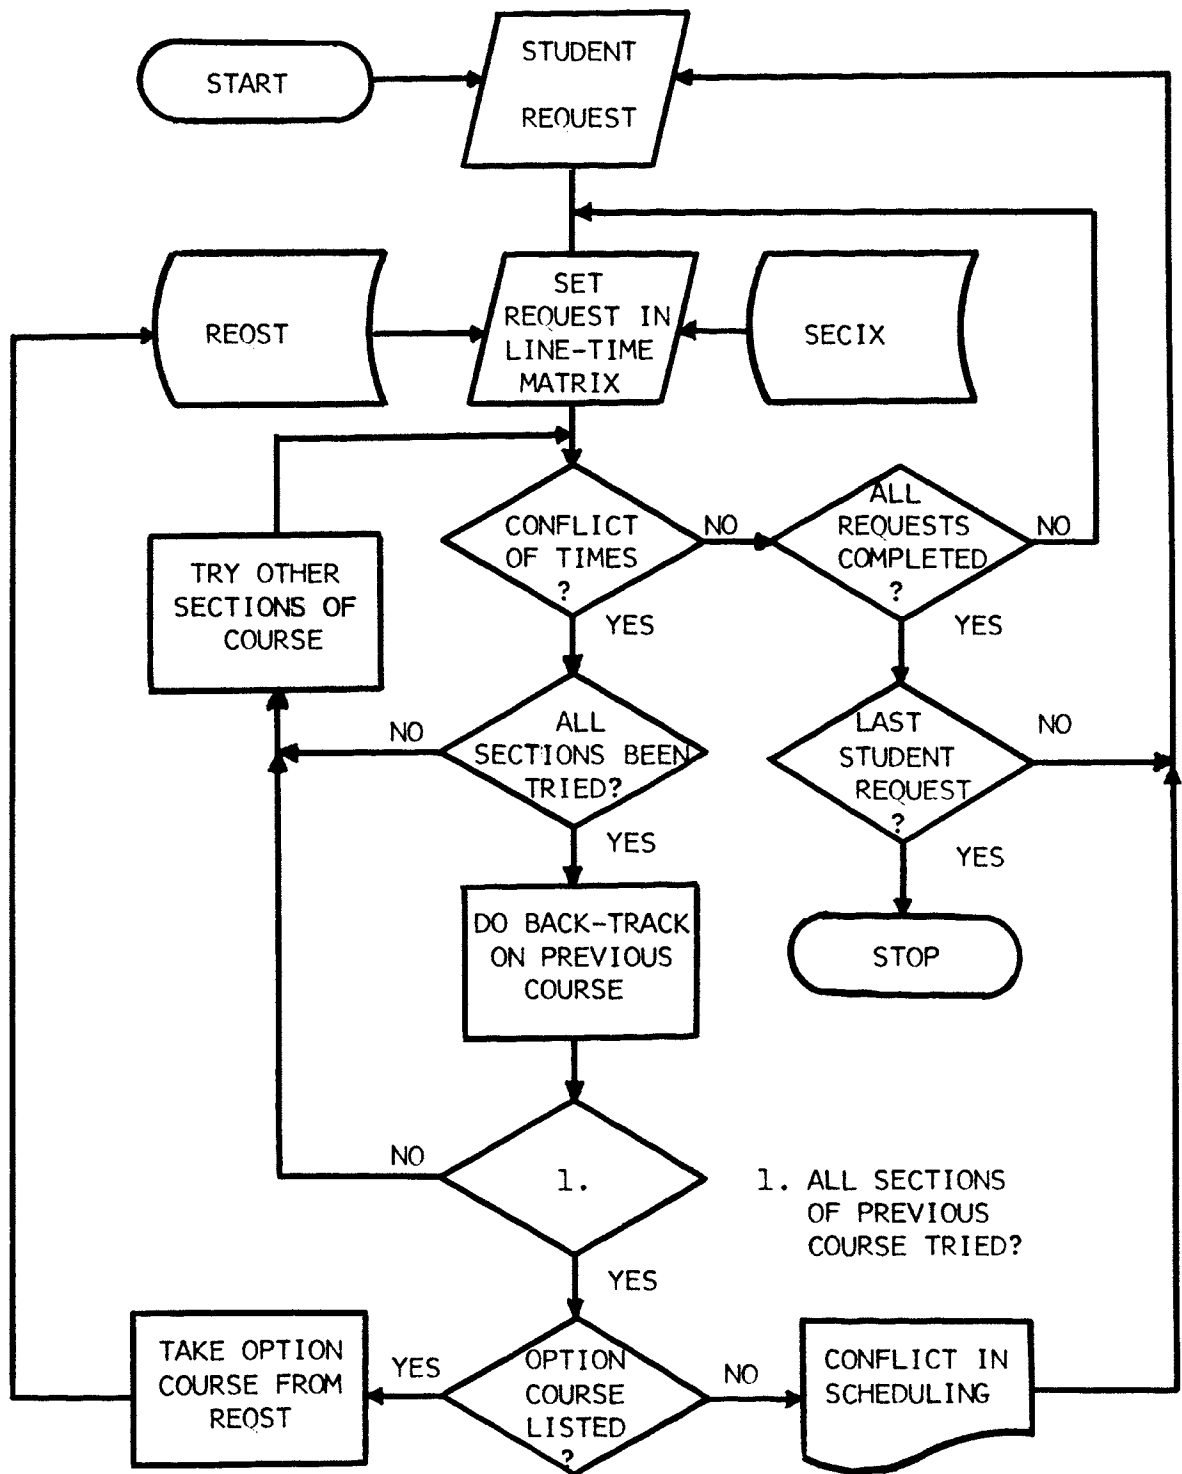 START
STUDENT
REQUEST
REQST
SET
REQUEST IN
LINE-TIME
MATRIX
SECIX
TRY OTHER
SECTIONS OF
COURSE
CONFLICT
OF TIMES
?
NO
YES
ALL
REQUESTS
COMPLETED
?
NO
YES
ALL
SECTIONS BEEN
TRIED?
NO
YES
LAST
STUDENT
REQUEST
?
NO
YES
STOP
DO BACK-TRACK
ON PREVIOUS
COURSE
1.
NO
YES
1. ALL SECTIONS
OF PREVIOUS
COURSE TRIED?
TAKE OPTION
COURSE FROM
REQST
YES
OPTION
COURSE
LISTED
?
NO
CONFLICT IN
SCHEDULING